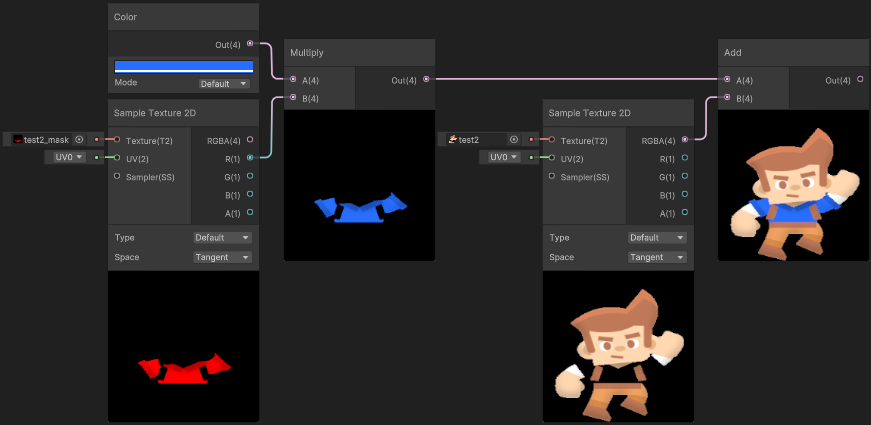 Color
Out(4)
Mode
Default
Sample Texture 2D
test2_mask
Texture(T2)
RGBA(4)
UV0
UV(2)
R(1)
Sampler(SS)
G(1)
B(1)
A(1)
Type
Default
Space
Tangent
Multiply
A(4)
Out(4)
B(4)
Sample Texture 2D
test2
Texture(T2)
RGBA(4)
UV0
UV(2)
R(1)
Sampler(SS)
G(1)
B(1)
A(1)
Type
Default
Space
Tangent
Add
A(4)
Out(4)
B(4)